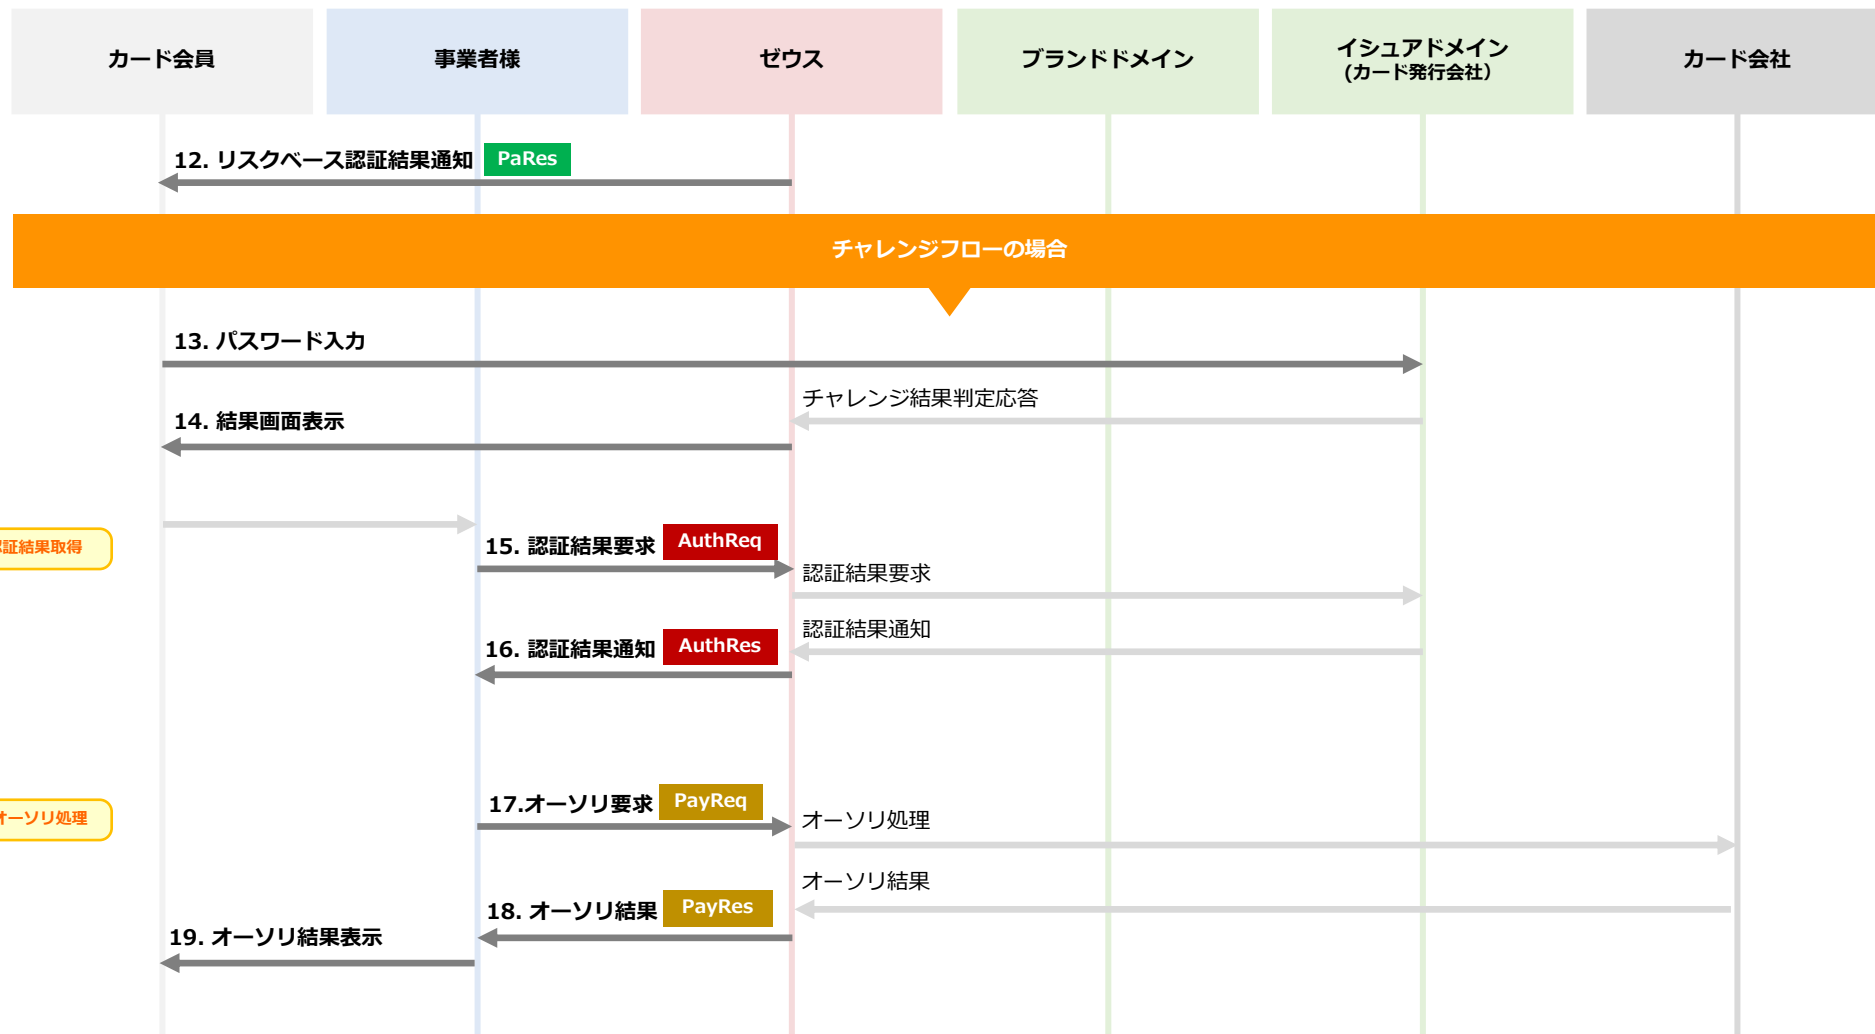 カード会員
事業者様
ゼウス
ブランドドメイン
イシュアドメイン
(カード発行会社)
カード会社
12. リスクベース認証結果通知 PaRes
チャレンジフローの場合
13. パスワード入力
チャレンジ結果判定応答
14. 結果画面表示
証結果取得
15. 認証結果要求 AuthReq
認証結果要求
認証結果通知
16. 認証結果通知 AuthRes
17.オーソリ要求 PayReq
オーソリ処理
オーソリ処理
オーソリ結果
18. オーソリ結果 PayRes
19. オーソリ結果表示